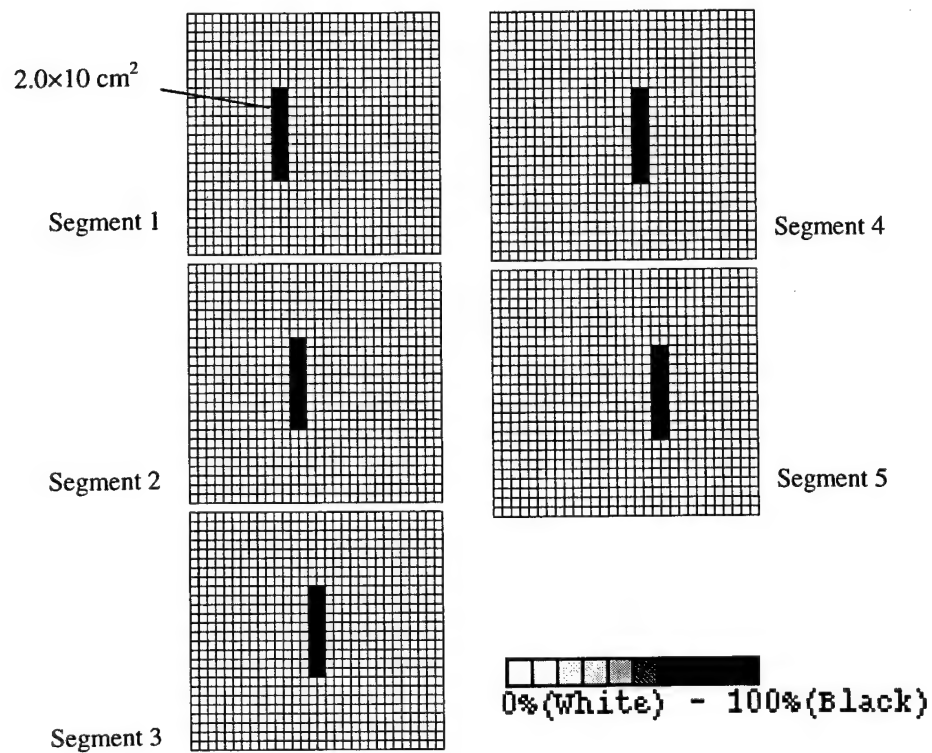 2.0×10 cm²
Segment 1
Segment 2
Segment 3
Segment 4
Segment 5
0%(White) - 100%(Black)